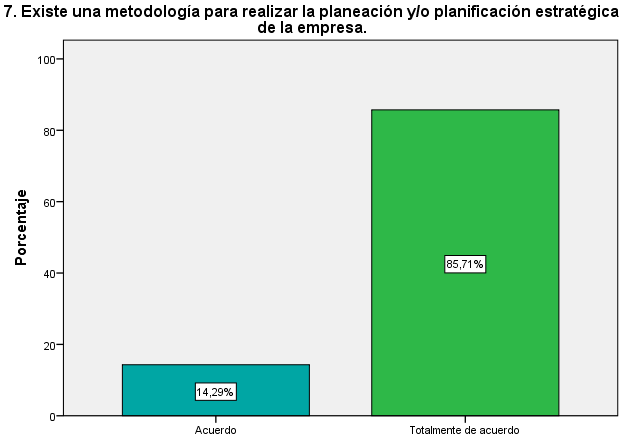 7. Existe una metodología para realizar la planeación y/o planificación estratégica
de la empresa.
100
80
60
40
20
0
Porcentaje
85,71%
14,29%
Acuerdo
Totalmente de acuerdo